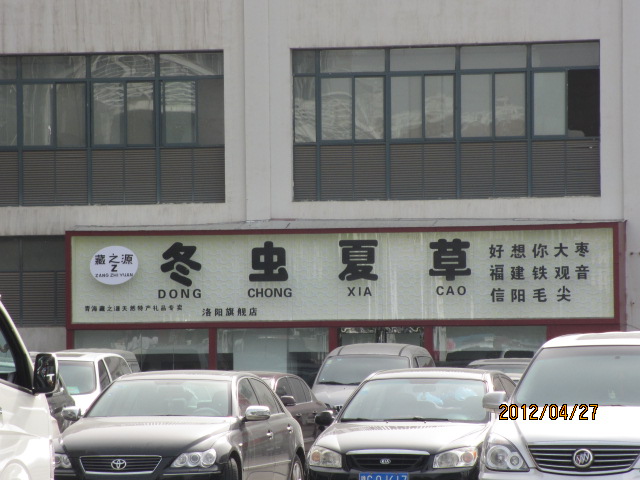 藏之源
Z
ZANG ZHI YUAN
冬虫夏草
DONG CHONG XIA CAO
好想你大枣
福建铁观音
信阳毛尖
青海藏之源天然特产礼品专卖
洛阳旗舰店
2012/04/27